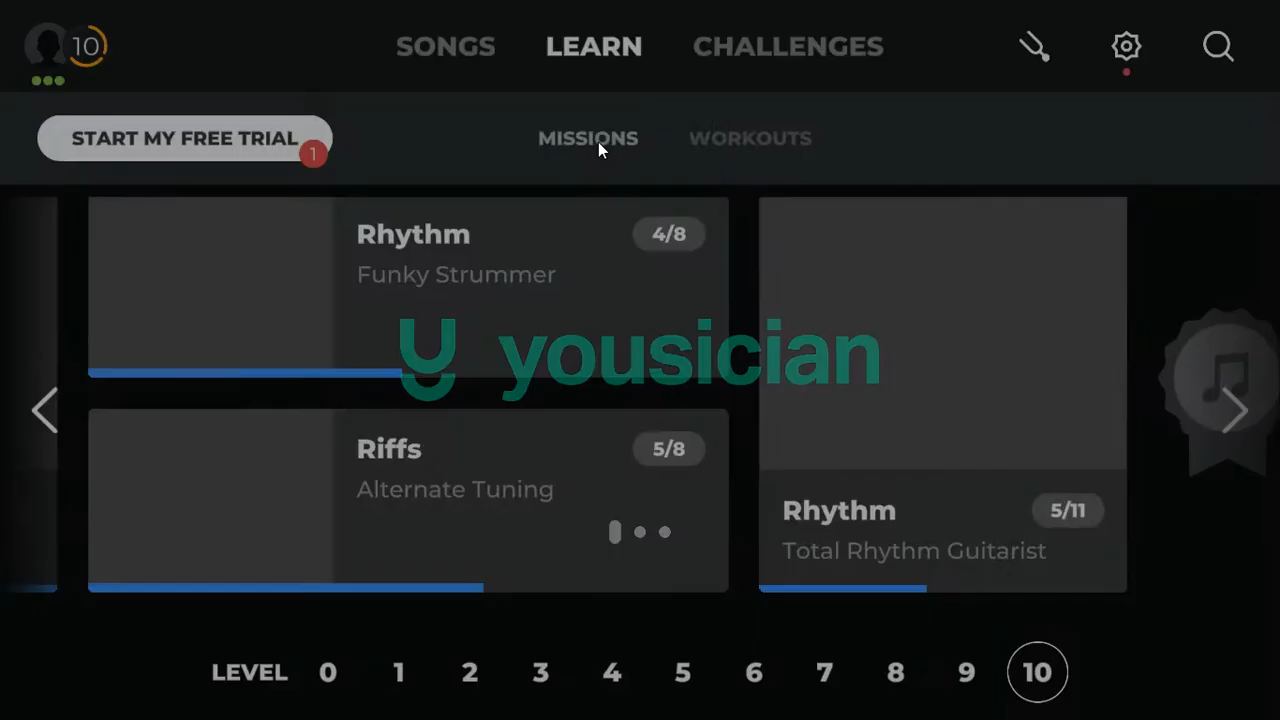 10
SONGS
LEARN
CHALLENGES
START MY FREE TRIAL
1
MISSIONS
WORKOUTS
Rhythm
4/8
Funky Strummer
yousician
Riffs
5/8
Alternate Tuning
Rhythm
5/11
Total Rhythm Guitarist
LEVEL 0 1 2 3 4 5 6 7 8 9 10